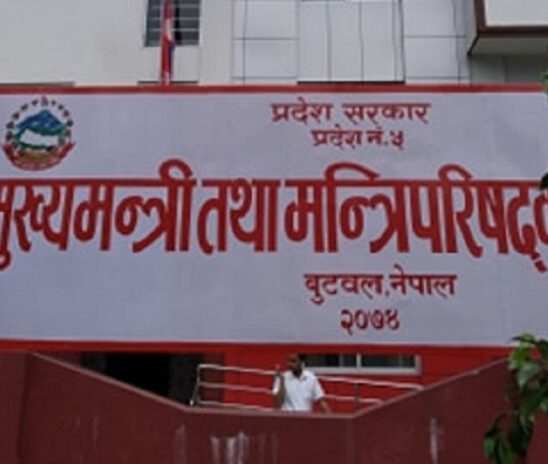 प्रदेश सरकार
प्रदेश नं. ५
मुख्यमन्त्री तथा मन्त्रिपरिषद्
बुटवल, नेपाल
२०७४